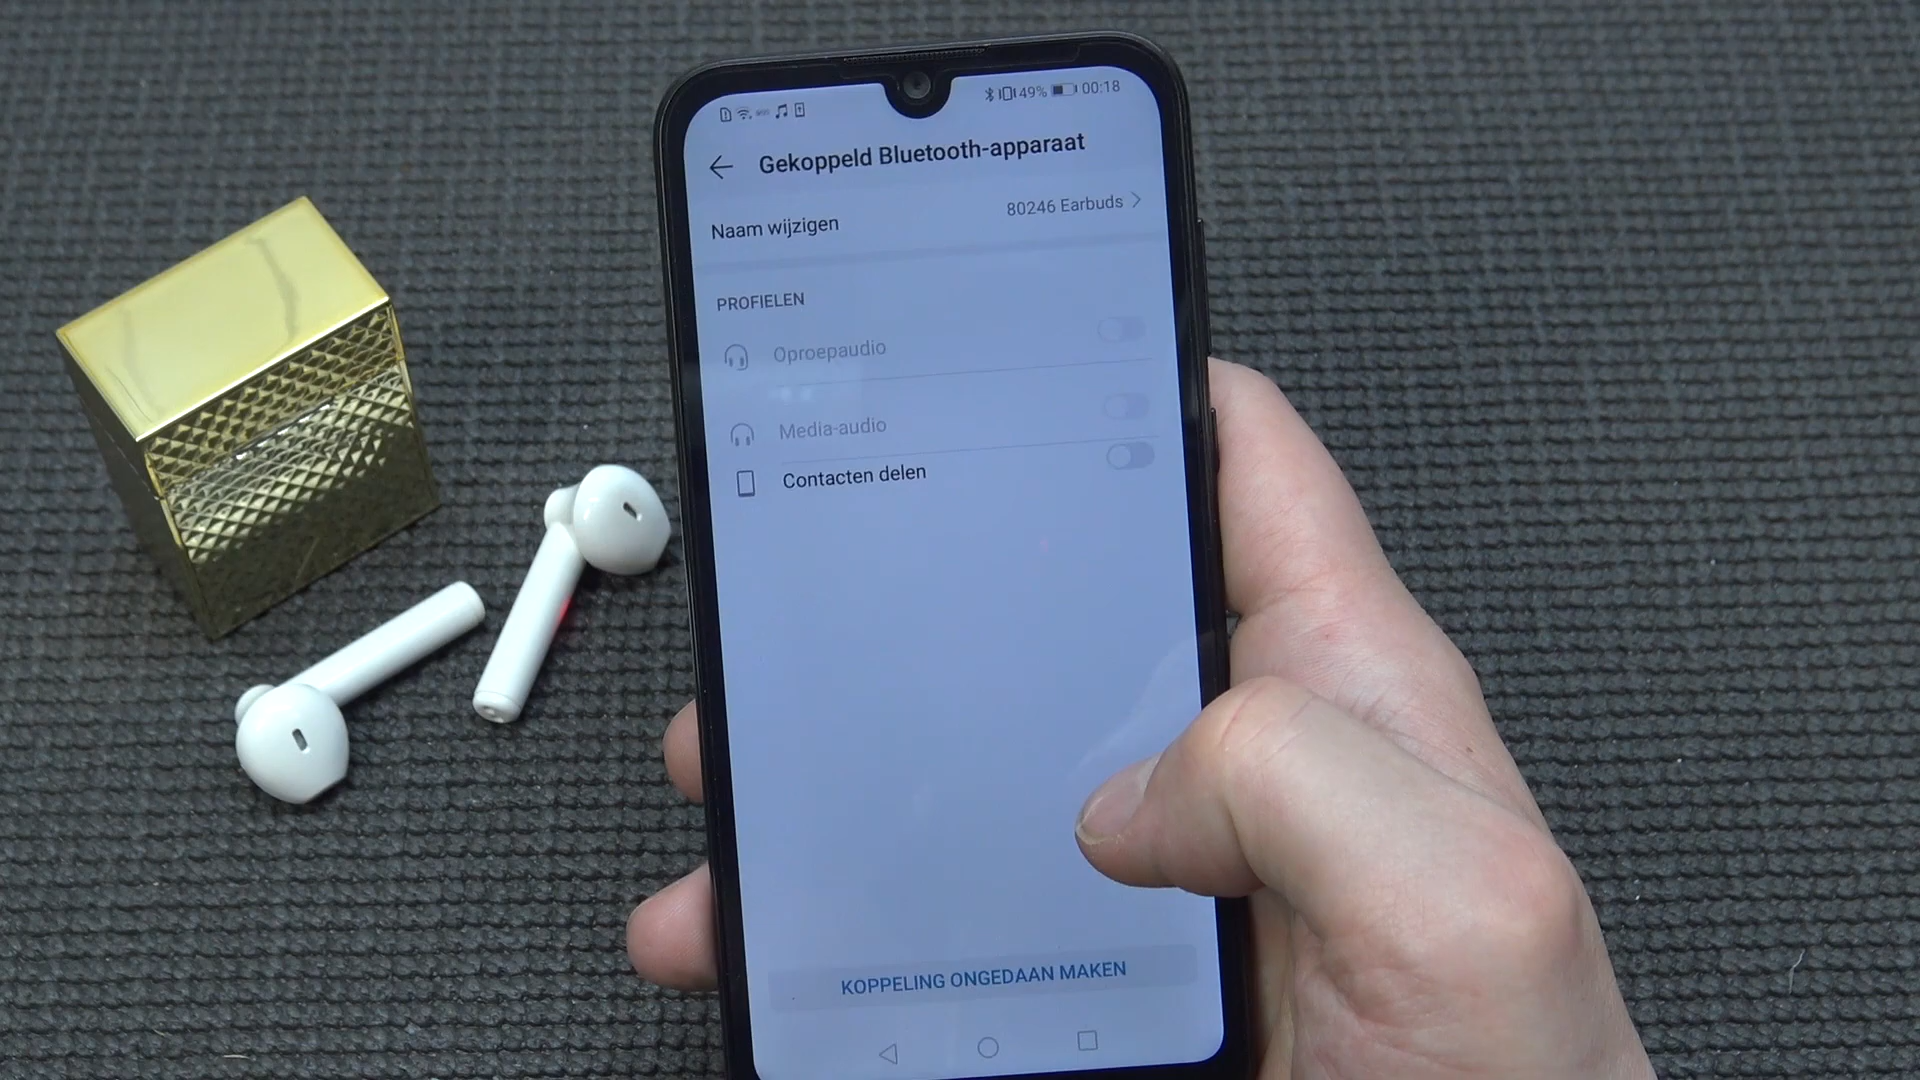 49% 00:18
Gekoppeld Bluetooth-apparaat
Naam wijzigen 80246 Earbuds
PROFIELEN
Oproepaudio
Media-audio
Contacten delen
KOPPELING ONGEDAAN MAKEN